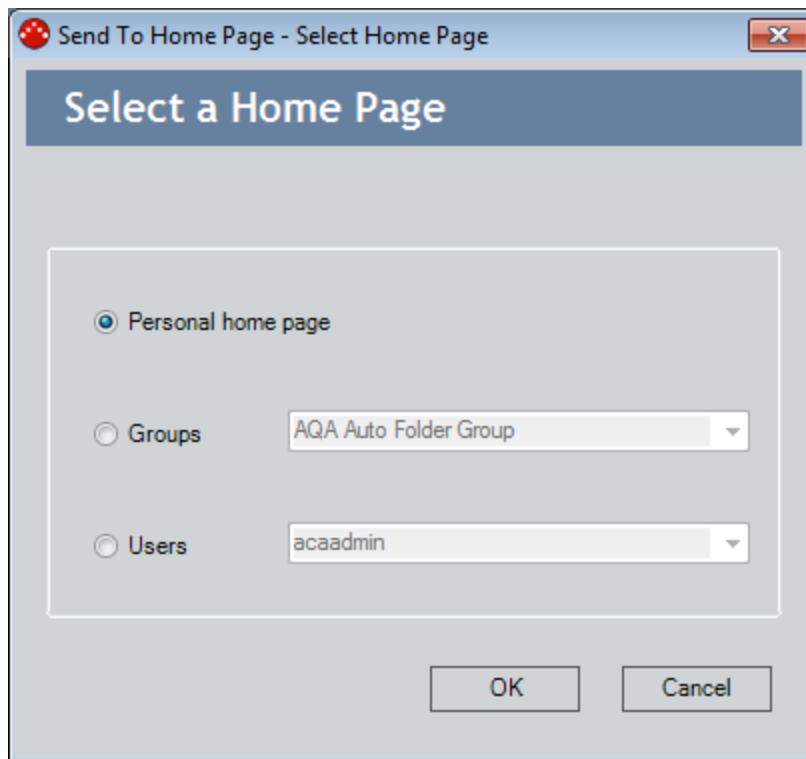 Send To Home Page - Select Home Page
Select a Home Page
Personal home page
Groups AQA Auto Folder Group
Users acaadmin
OK Cancel